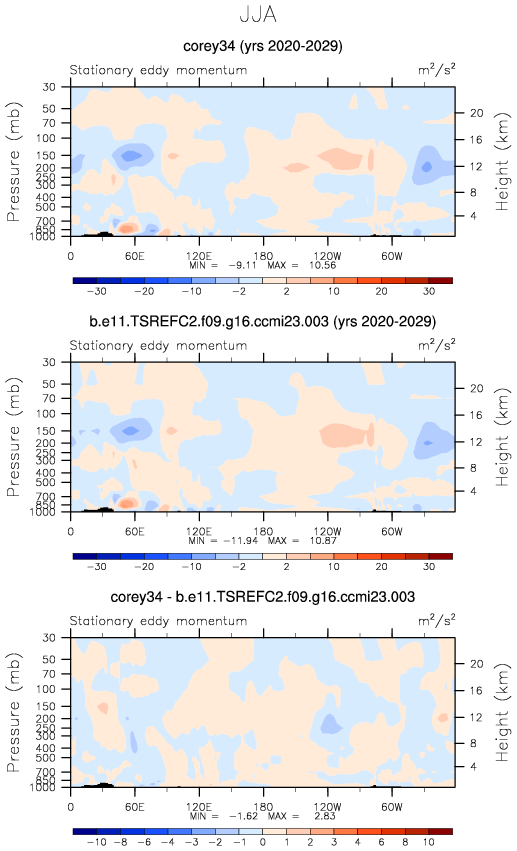 JJA
corey34 (yrs 2020-2029)
Stationary eddy momentum m²/s²
Pressure (mb)
30
50
70
100
150
200
250
300
400
500
700
850
1000
Height (km)
20
16
12
8
4
0 60E 120E 180 120W 60W
MIN = -9.11 MAX = 10.56
-30 -20 -10 -6 -2 2 6 10 20 30
b.e11.TSREFC2.f09.g16.ccmi23.003 (yrs 2020-2029)
Stationary eddy momentum m²/s²
Pressure (mb)
30
50
70
100
150
200
250
300
400
500
700
850
1000
Height (km)
20
16
12
8
4
0 60E 120E 180 120W 60W
MIN = -11.94 MAX = 10.87
-30 -20 -10 -6 -2 2 6 10 20 30
corey34 - b.e11.TSREFC2.f09.g16.ccmi23.003
Stationary eddy momentum m²/s²
Pressure (mb)
30
50
70
100
150
200
250
300
400
500
700
850
1000
Height (km)
20
16
12
8
4
0 60E 120E 180 120W 60W
MIN = -1.62 MAX = 2.83
-10 -8 -6 -4 -3 -2 -1 0 1 2 3 4 6 8 10